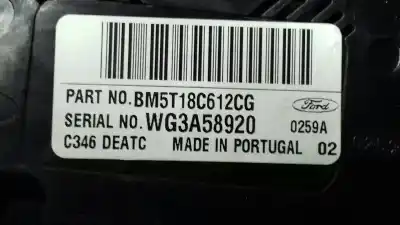 PART NO.BM5T18C612CG
Ford
SERIAL NO.WG3A58920
0259A
C346 DEATC MADE IN PORTUGAL 02